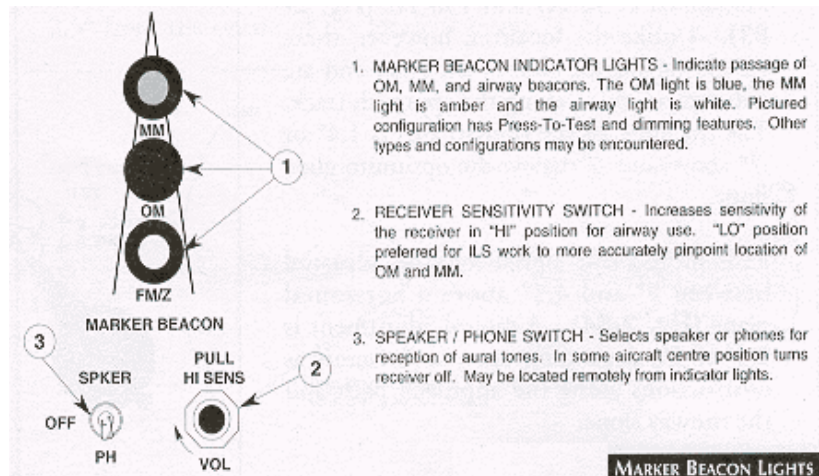 MM
OM
FM/Z
MARKER BEACON
1
3
SPKER
OFF
PH
PULL
HI SENS
2
VOL
1. MARKER BEACON INDICATOR LIGHTS - Indicate passage of
OM, MM, and airway beacons. The OM light is blue, the MM
light is amber and the airway light is white. Pictured
configuration has Press-To-Test and dimming features. Other
types and configurations may be encountered.
2. RECEIVER SENSITIVITY SWITCH - Increases sensitivity of
the receiver in "HI" position for airway use. "LO" position
preferred for ILS work to more accurately pinpoint location of
OM and MM.
3. SPEAKER / PHONE SWITCH - Selects speaker or phones for
reception of aural tones. In some aircraft centre position turns
receiver off. May be located remotely from indicator lights.
MARKER BEACON LIGHTS